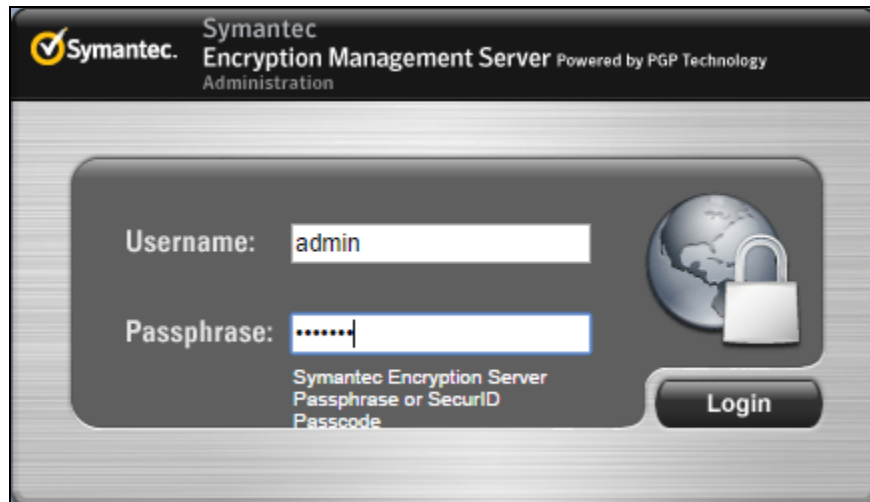 Symantec.
Symantec
Encryption Management Server Powered by PGP Technology
Administration
Username: admin
Passphrase: •••••••
Symantec Encryption Server
Passphrase or SecurID
Passcode
Login